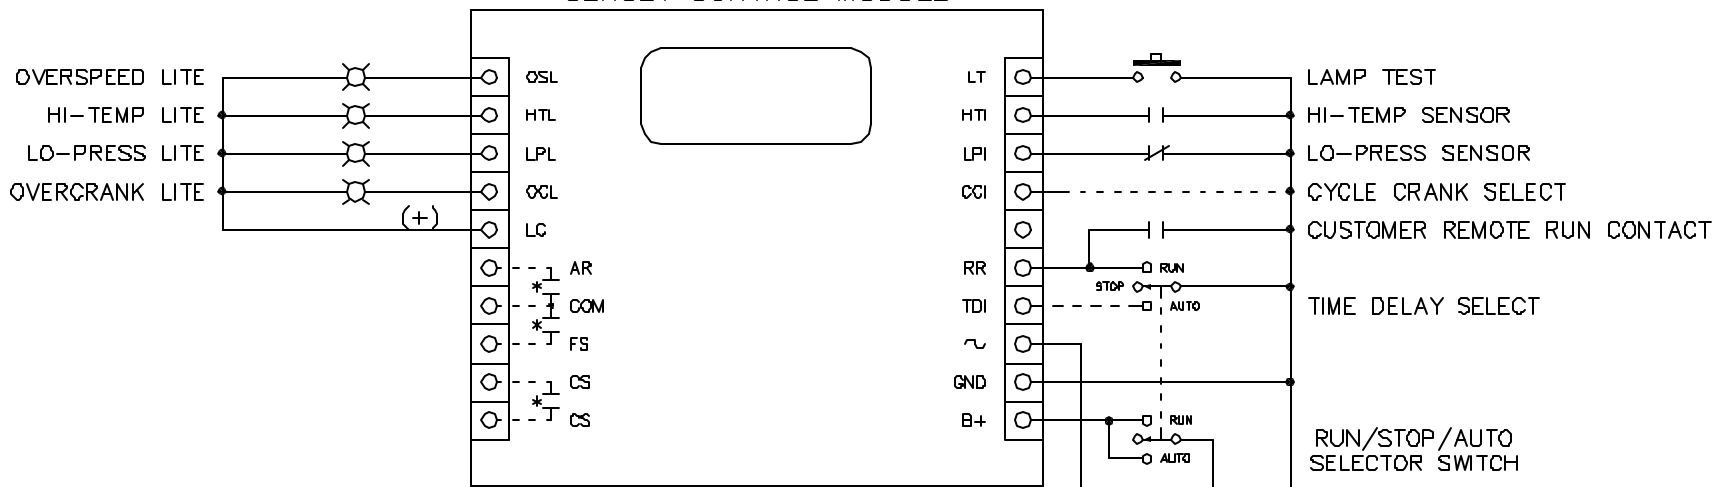 OVERSPEED LITE
HI-TEMP LITE
LO-PRESS LITE
OVERCRANK LITE
(+)
OSL
HTL
LPL
OCL
LC
AR
*
COM
*
FS
CS
*
CS
LT
HTI
LPI
CCI
RR
TDI
GND
B+
LAMP TEST
HI-TEMP SENSOR
LO-PRESS SENSOR
CYCLE CRANK SELECT
CUSTOMER REMOTE RUN CONTACT
RUN
STOP
AUTO
TIME DELAY SELECT
RUN
AUTO
RUN/STOP/AUTO
SELECTOR SWITCH